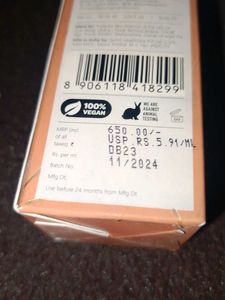 8 906118 418299
100%
VEGAN
WE ARE
AGAINST
ANIMAL
TESTING
MRP (incl.
of all
taxes) ₹
Rs. per ml
Batch No.
Mfg Dt.
650.00/-
USP.RS.5.91/ML
DB23
11/2024
Use before 24 months from Mfg Dt.